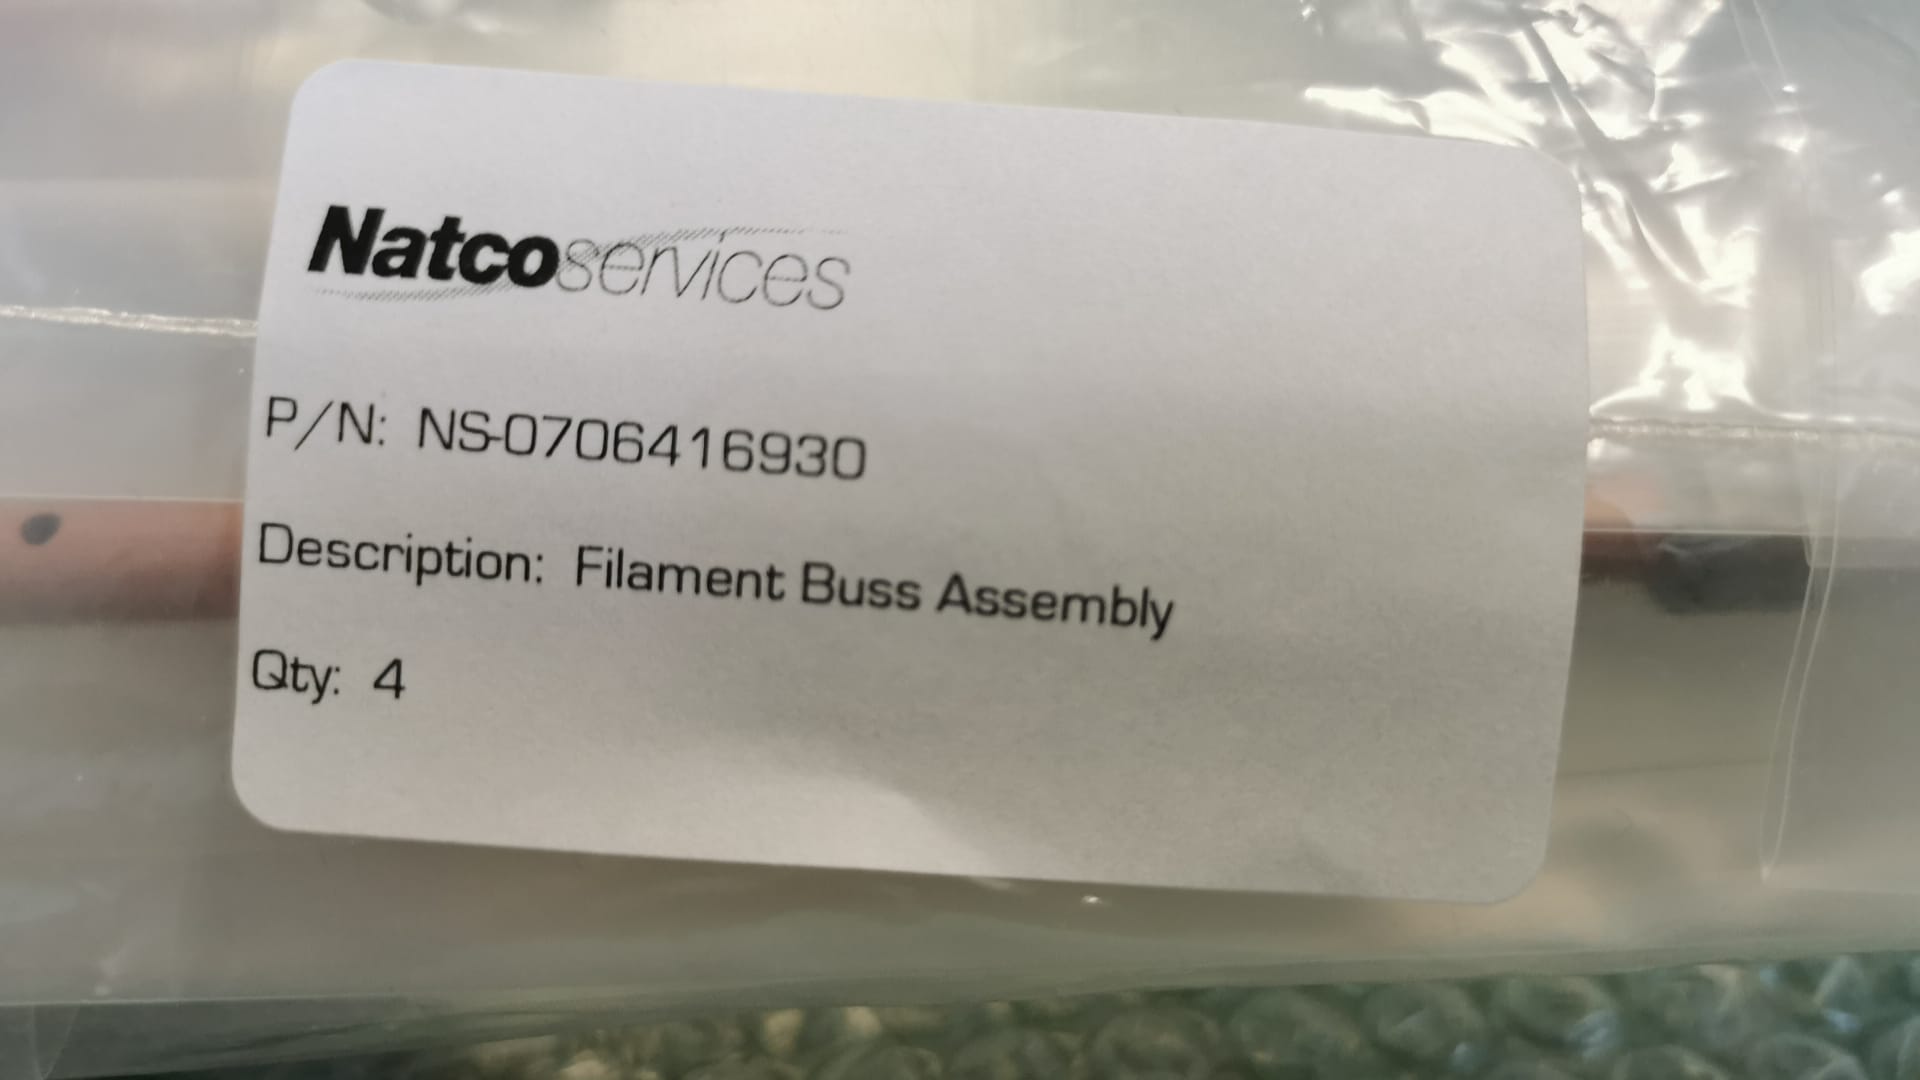 Natcoservices
P/N: NS-0706416930
Description: Filament Buss Assembly
Qty: 4